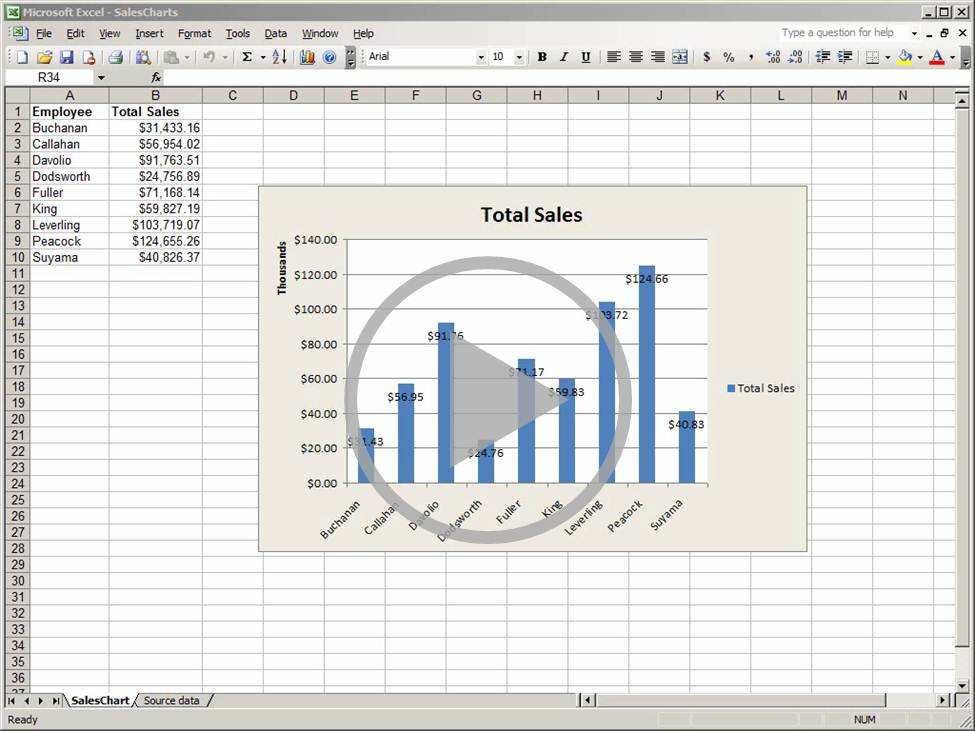 Microsoft Excel - SalesCharts
File Edit View Insert Format Tools Data Window Help Type a question for help
Arial 10 B I U $ % ,
R34 fx
A B C D E F G H I J K L M N
1 Employee Total Sales
2 Buchanan $31,433.16
3 Callahan $56,954.02
4 Davolio $91,763.51
5 Dodsworth $24,756.89
6 Fuller $71,168.14
7 King $59,827.19
8 Leverling $103,719.07
9 Peacock $124,655.26
10 Suyama $40,826.37
11
12
13
14
15
16
17
18
19
20
21
22
23
24
25
26
27
28
29
30
31
32
33
34
35
36
37
Total Sales
Thousands
$140.00
$120.00
$100.00
$80.00
$60.00
$40.00
$20.00
$0.00
$31.43
$56.95
$91.76
$24.76
$71.17
$59.83
$103.72
$124.66
$40.83
Buchanan
Callahan
Davolio
Dodsworth
Fuller
King
Leverling
Peacock
Suyama
Total Sales
SalesChart Source data
Ready NUM